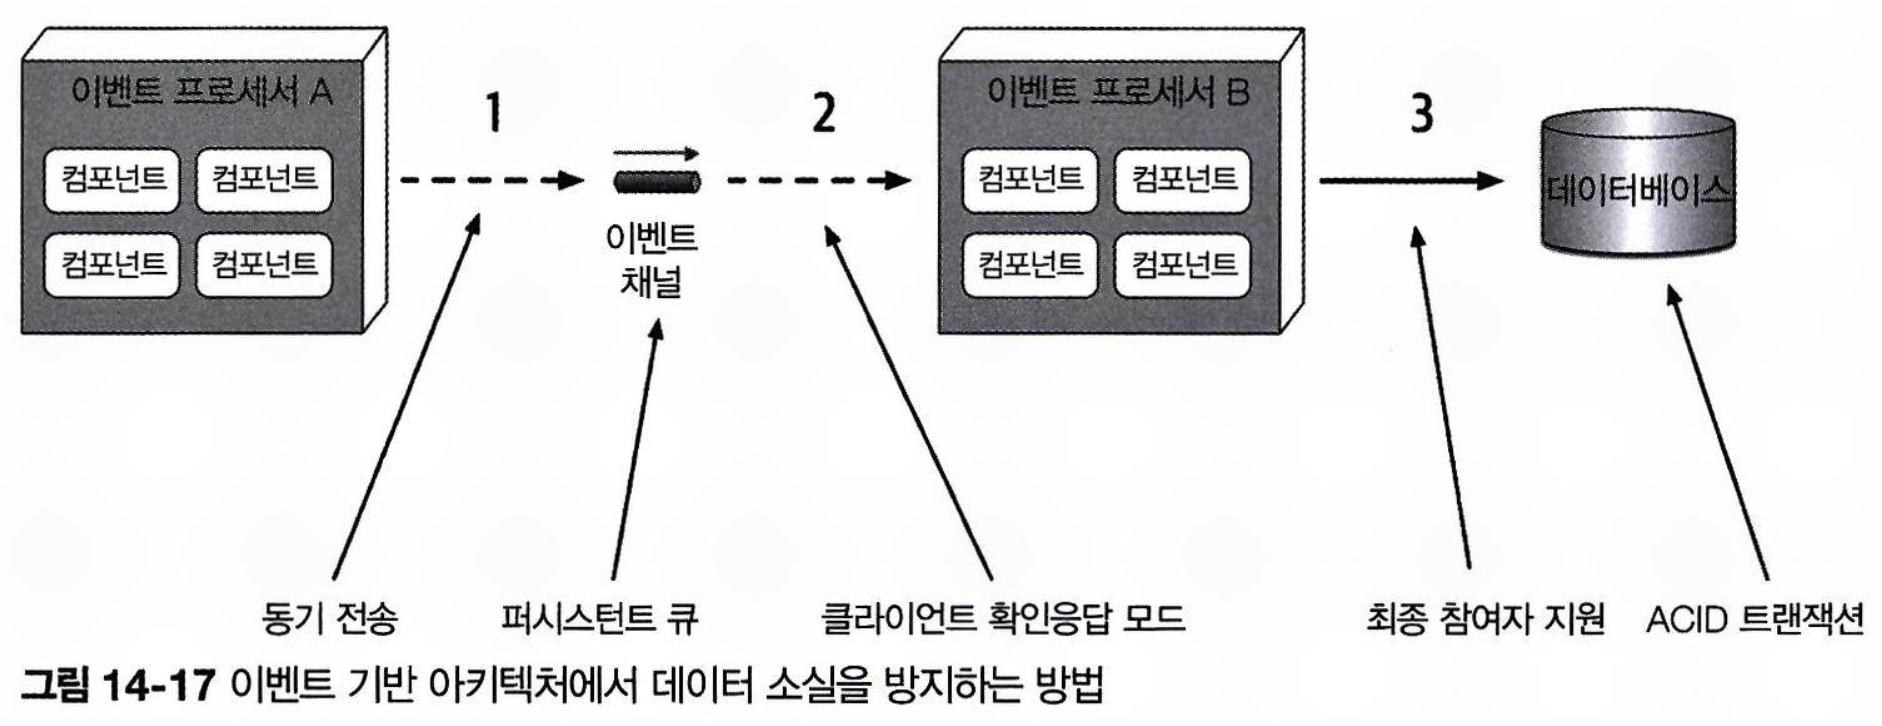 이벤트 프로세서 A
컴포넌트 컴포넌트
컴포넌트 컴포넌트
1
이벤트
채널
2
이벤트 프로세서 B
컴포넌트 컴포넌트
컴포넌트 컴포넌트
3
데이터베이스
동기 전송
퍼시스턴트 큐
클라이언트 확인응답 모드
최종 참여자 지원
ACID 트랜잭션
그림 14-17 이벤트 기반 아키텍처에서 데이터 소실을 방지하는 방법